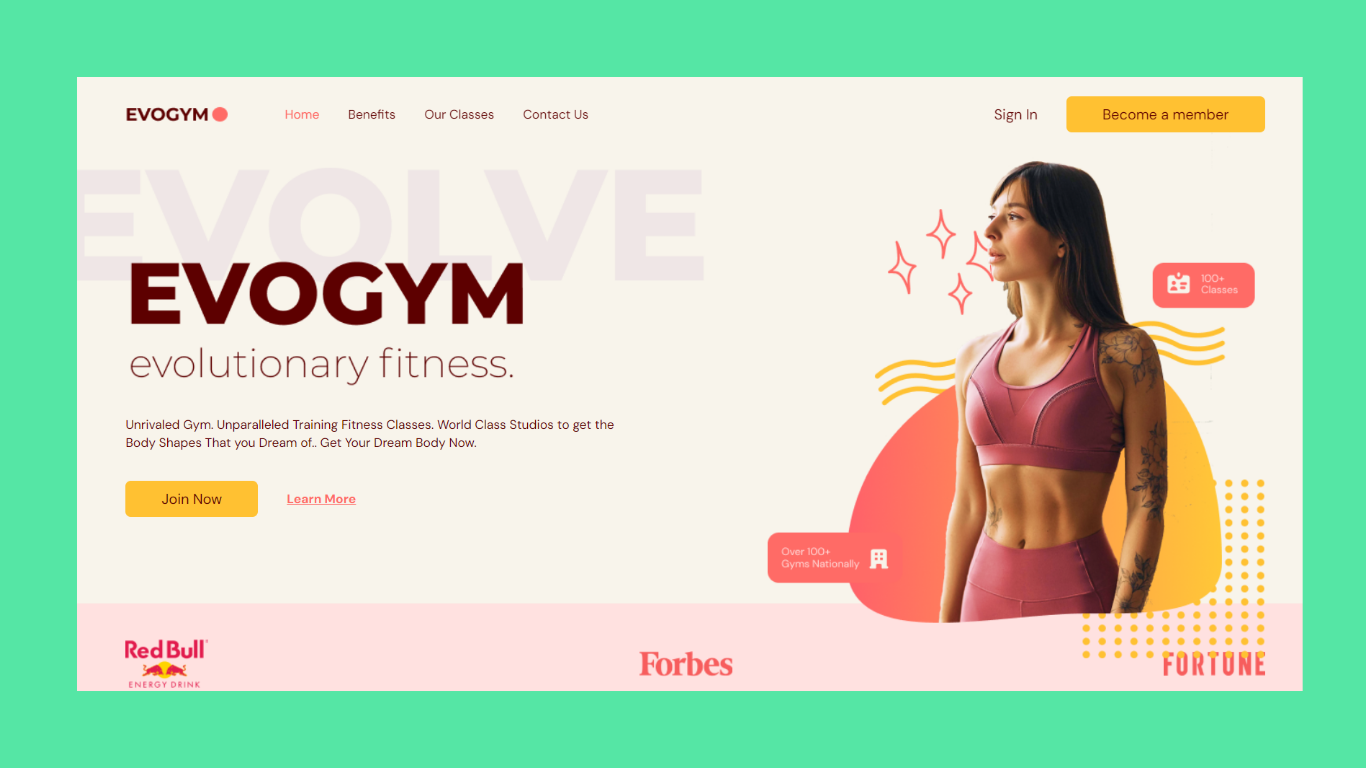 EVOGYM
Home
Benefits
Our Classes
Contact Us
Sign In
Become a member
EVOLVE
EVOGYM
evolutionary fitness.
Unrivaled Gym. Unparalleled Training Fitness Classes. World Class Studios to get the
Body Shapes That you Dream of.. Get Your Dream Body Now.
Join Now
Learn More
100+
Classes
Over 100+
Gyms Nationally
Red Bull
ENERGY DRINK
Forbes
FORTUNE